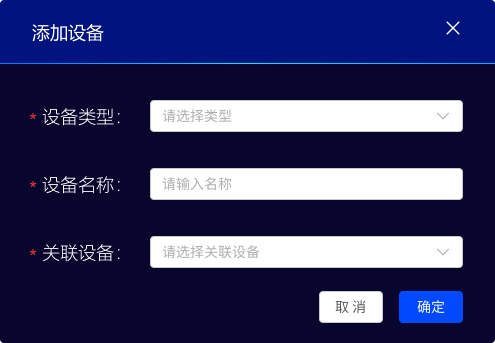 添加设备
* 设备类型:
请选择类型
* 设备名称:
请输入名称
* 关联设备:
请选择关联设备
取 消
确定